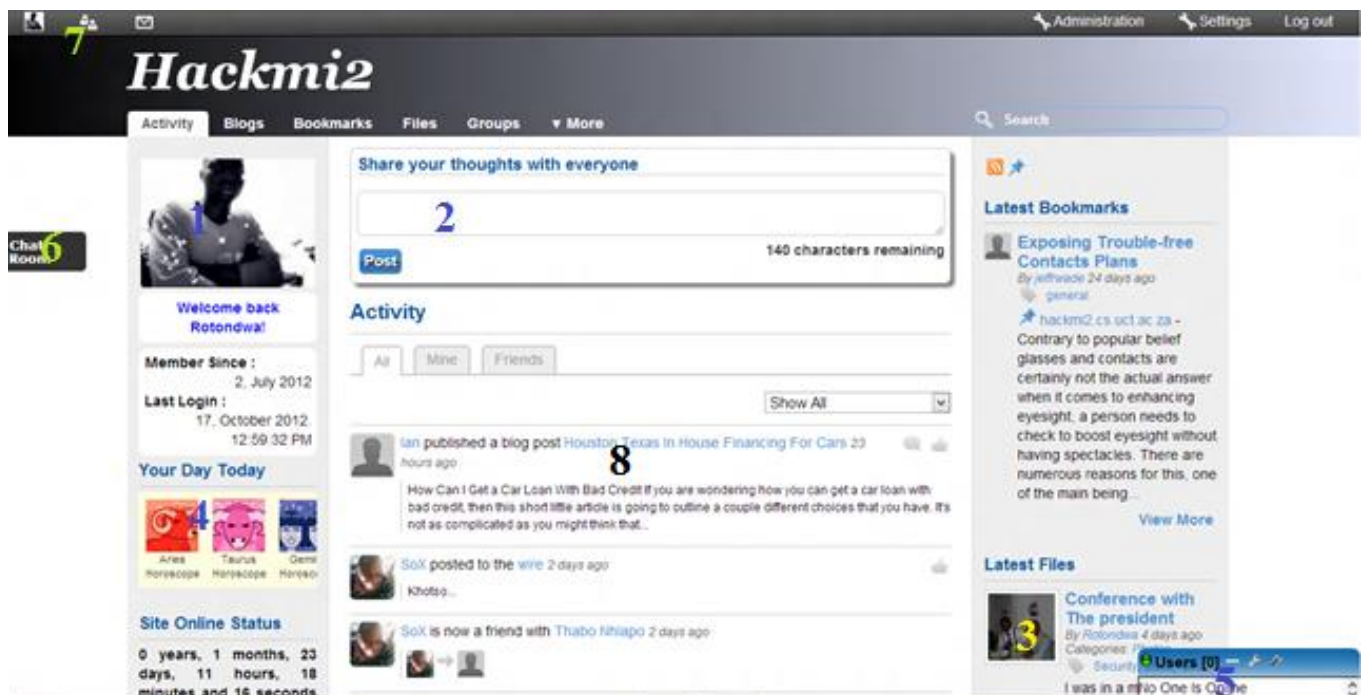 Administration Settings Log out
7
Hackmi2
Activity Blogs Bookmarks Files Groups ▾ More
Search
1
Welcome back
Rotondwa!
Member Since :
2. July 2012
Last Login :
17. October 2012
12:59:32 PM
Your Day Today
4
Aries Taurus Gemi
Horoscope Horoscope Horosco
Site Online Status
0 years, 1 months, 23
days, 11 hours, 18
minutes and 16 seconds
Chat
Room
6
Share your thoughts with everyone
2
140 characters remaining
Post
Activity
All Mine Friends
Show All
Ian published a blog post Houston Texas In House Financing For Cars 23
hours ago
8
How Can I Get a Car Loan With Bad Credit If you are wondering how you can get a car loan with
bad credit, then this short little article is going to outline a couple different choices that you have. It's
not as complicated as you might think that...
SoX posted to the wire 2 days ago
Khotso...
SoX is now a friend with Thabo Nhlapo 2 days ago
Latest Bookmarks
Exposing Trouble-free
Contacts Plans
By jeffwade 24 days ago
general
hackmi2.cs.uct.ac.za -
Contrary to popular belief
glasses and contacts are
certainly not the actual answer
when it comes to enhancing
eyesight, a person needs to
check to boost eyesight without
having spectacles. There are
numerous reasons for this, one
of the main being...
View More
Latest Files
Conference with
The president
By Rotondwa 4 days ago
Categories:
Security
I was in a m
3
Users [0]
5
No One Is Online